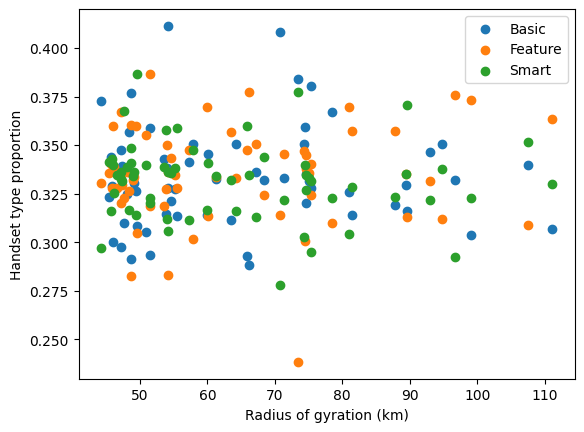 Basic
Feature
Smart
0.400
0.375
0.350
0.325
0.300
0.275
0.250
Handset type proportion
50 60 70 80 90 100 110
Radius of gyration (km)